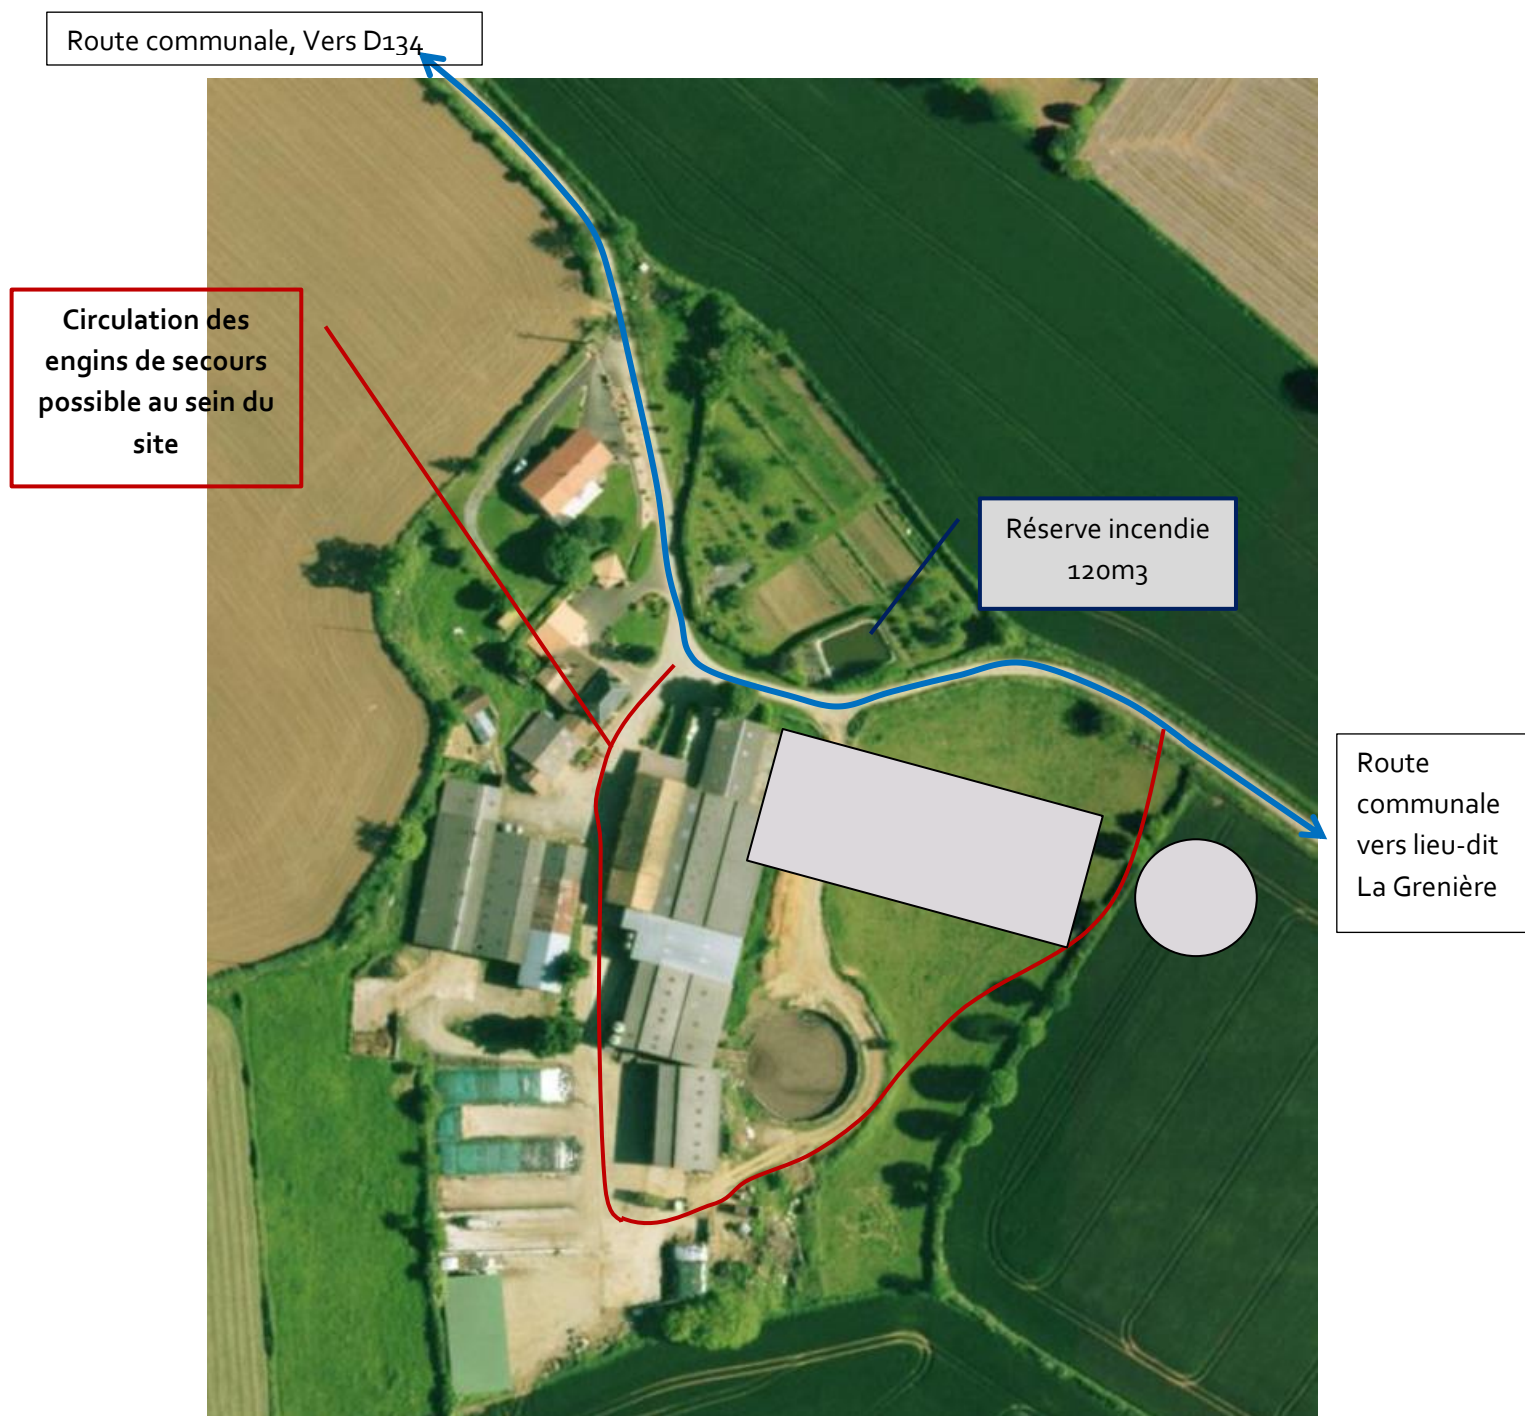 Route communale, Vers D134
Circulation des
engins de secours
possible au sein du
site
Réserve incendie
120m3
Route
communale
vers lieu-dit
La Grenière